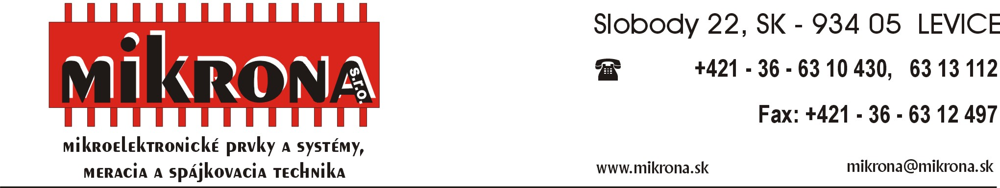 mikRONA s.r.o.
mikroelektronické prvky a systémy,
meracia a spájkovacia technika
Slobody 22, SK - 934 05 LEVICE
+421 - 36 - 63 10 430, 63 13 112
Fax: +421 - 36 - 63 12 497
www.mikrona.sk mikrona@mikrona.sk